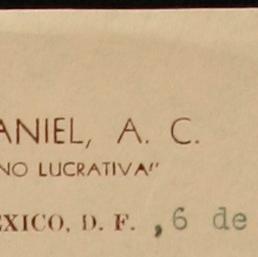 ANIEL, A. C.
NO LUCRATIVA"
EXICO, D. F. , 6 de